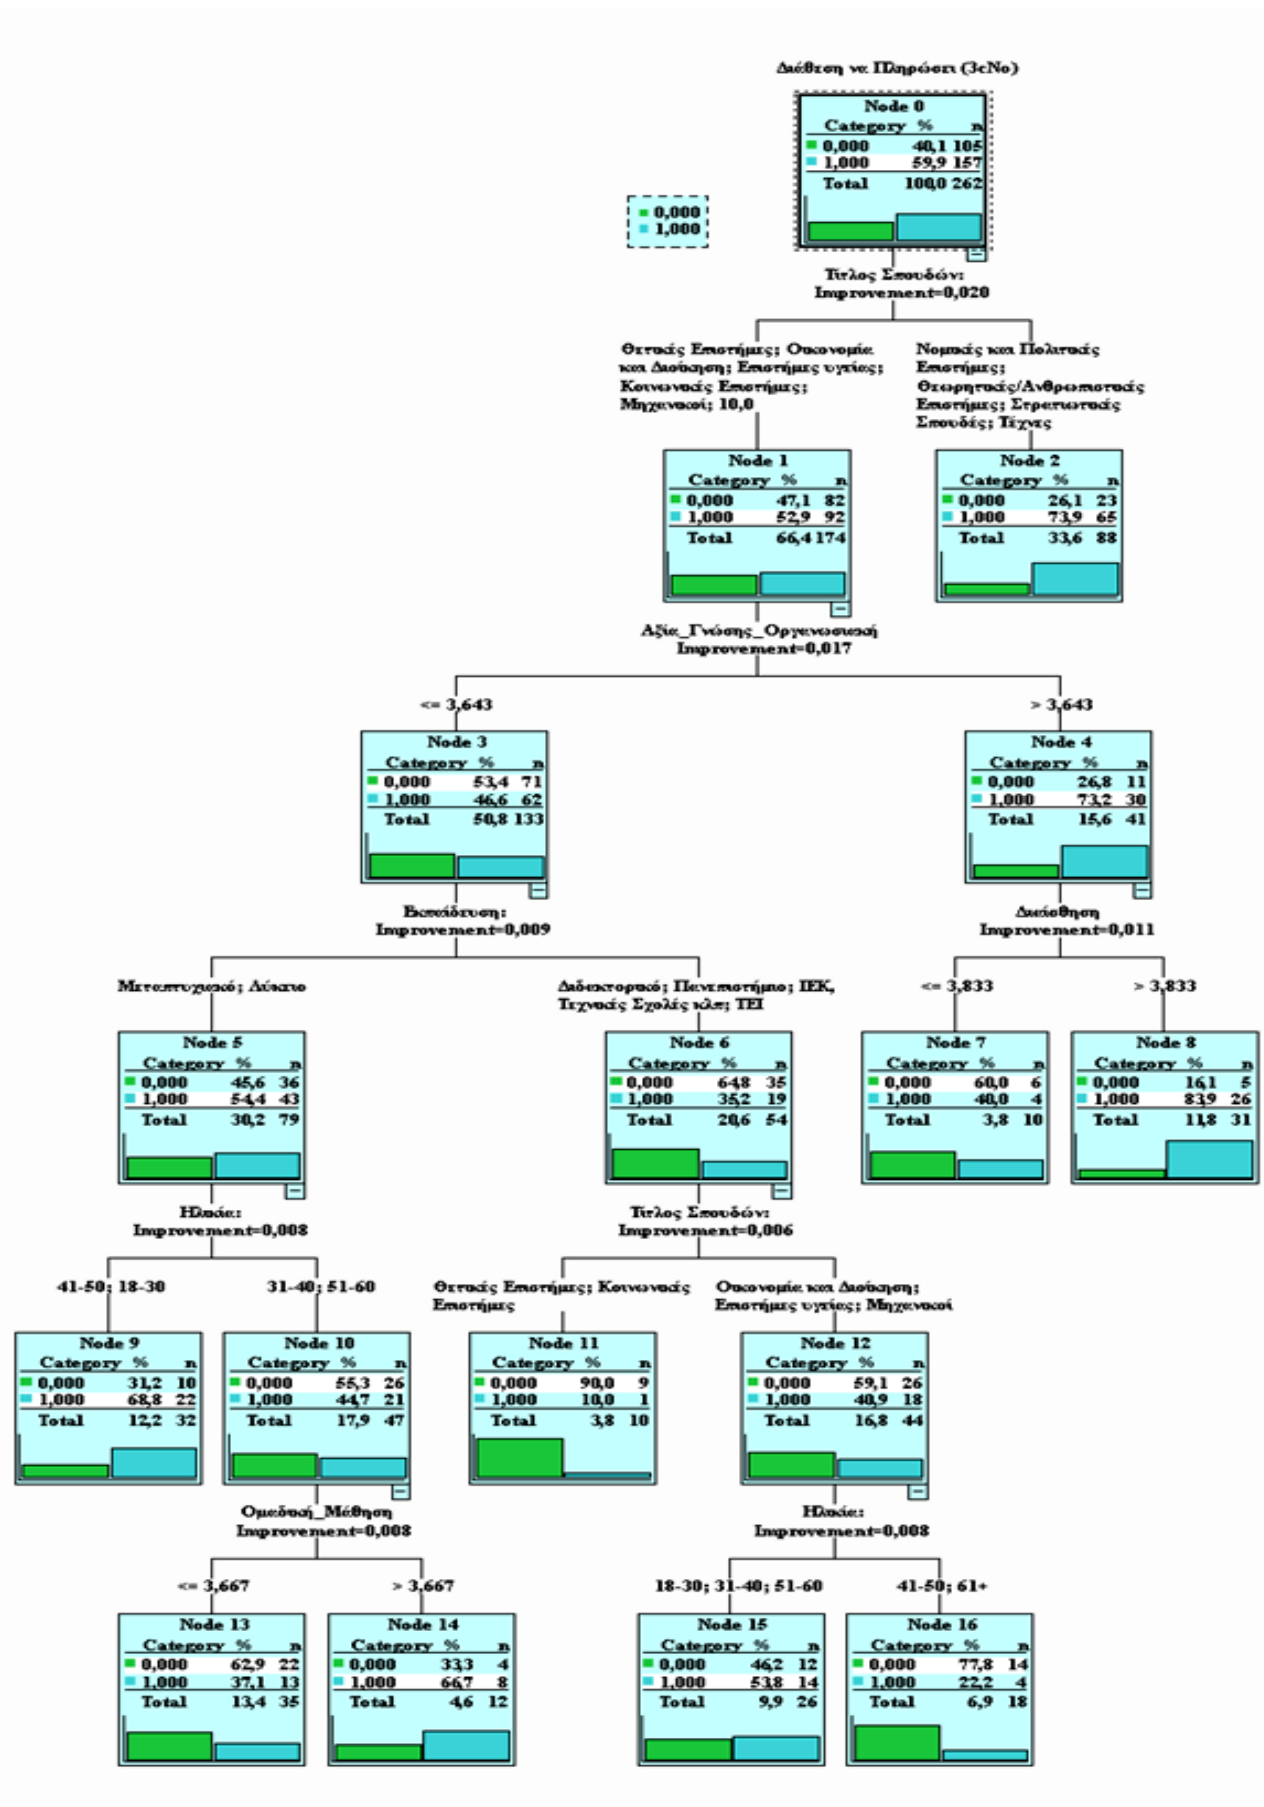 Διάθεση να Πληρώσει (3cNo)
Node 0
Category % n
0,000 40,1 105
1,000 59,9 157
Total 100,0 262
0,000
1,000
Τίτλος Σπουδών:
Improvement=0,020
Θετικές Επιστήμες; Οικονομία
και Διοίκηση; Επιστήμες υγείας;
Κοινωνικές Επιστήμες;
Μηχανικοί; 10,0
Νομικές και Πολιτικές
Επιστήμες;
Θεωρητικές/Ανθρωπιστικές
Επιστήμες; Στρατιωτικές
Σπουδές; Τέχνες
Node 1
Category % n
0,000 47,1 82
1,000 52,9 92
Total 66,4 174
Node 2
Category % n
0,000 26,1 23
1,000 73,9 65
Total 33,6 88
Αξία_Γνώσης_Οργανωσιακή
Improvement=0,017
<= 3,643
> 3,643
Node 3
Category % n
0,000 53,4 71
1,000 46,6 62
Total 50,8 133
Node 4
Category % n
0,000 26,8 11
1,000 73,2 30
Total 15,6 41
Εκπαίδευση:
Improvement=0,009
Διαίσθηση
Improvement=0,011
Μεταπτυχιακό; Λύκειο
Διδακτορικό; Πανεπιστήμιο; ΙΕΚ,
Τεχνικές Σχολές κλπ; ΤΕΙ
<= 3,833
> 3,833
Node 5
Category % n
0,000 45,6 36
1,000 54,4 43
Total 30,2 79
Node 6
Category % n
0,000 64,8 35
1,000 35,2 19
Total 20,6 54
Node 7
Category % n
0,000 60,0 6
1,000 40,0 4
Total 3,8 10
Node 8
Category % n
0,000 16,1 5
1,000 83,9 26
Total 11,8 31
Ηλικία:
Improvement=0,008
Τίτλος Σπουδών:
Improvement=0,006
41-50; 18-30
31-40; 51-60
Θετικές Επιστήμες; Κοινωνικές
Επιστήμες
Οικονομία και Διοίκηση;
Επιστήμες υγείας; Μηχανικοί
Node 9
Category % n
0,000 31,2 10
1,000 68,8 22
Total 12,2 32
Node 10
Category % n
0,000 55,3 26
1,000 44,7 21
Total 17,9 47
Node 11
Category % n
0,000 90,0 9
1,000 10,0 1
Total 3,8 10
Node 12
Category % n
0,000 59,1 26
1,000 40,9 18
Total 16,8 44
Ομαδική_Μάθηση
Improvement=0,008
Ηλικία:
Improvement=0,008
<= 3,667
> 3,667
18-30; 31-40; 51-60
41-50; 61+
Node 13
Category % n
0,000 62,9 22
1,000 37,1 13
Total 13,4 35
Node 14
Category % n
0,000 33,3 4
1,000 66,7 8
Total 4,6 12
Node 15
Category % n
0,000 46,2 12
1,000 53,8 14
Total 9,9 26
Node 16
Category % n
0,000 77,8 14
1,000 22,2 4
Total 6,9 18